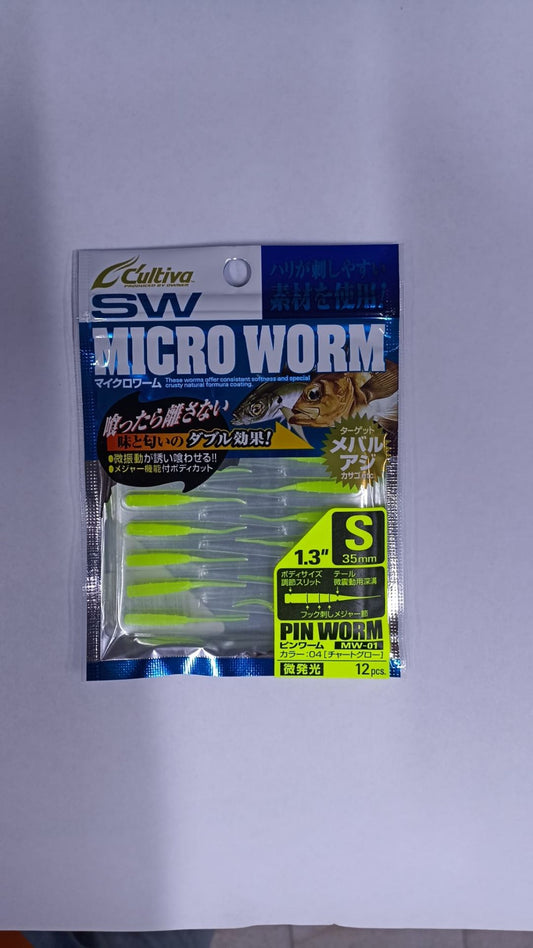 Cultiva
PRODUCED BY OWNER
SW
ハリが刺しやすい
素材を使用!
MICRO WORM
マイクロワーム
These worms offer consistent softness and special
crusty natural formura coating.
喰ったら離さない
味と匂いのダブル効果!
●微振動が誘い喰わせる!!
●メジャー機能付ボディカット
ターゲット
メバル
アジ
カサゴ
S
1.3"
35mm
ボディサイズ
調節スリット
テール
微震動用深溝
フック刺しメジャー節
PIN WORM
ピンワーム
MW-01
カラー:04[チャートグロー]
微発光
12pcs.